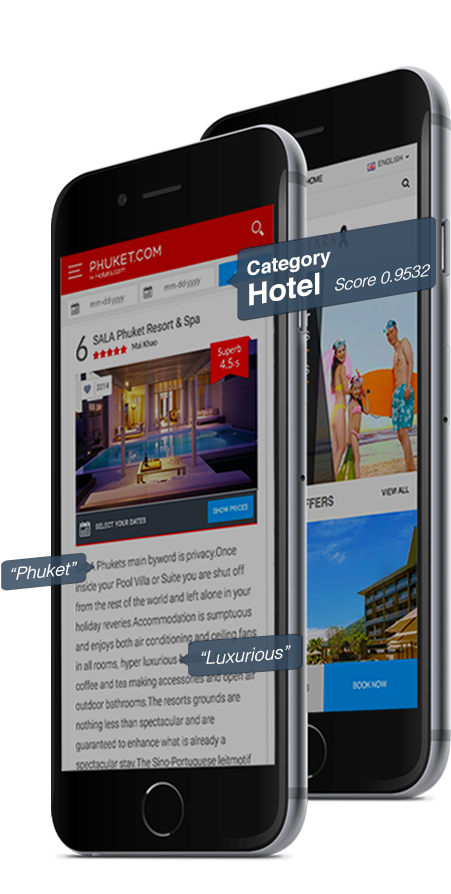 ENGLISH
HOME
PHUKET.COM
by Hotels.com
Category
Hotel Score 0.9532
mm-dd-yyyy mm-dd-yyyy
6 SALA Phuket Resort & Spa
Mai Khao
Superb
4.5/5
2214
SELECT YOUR DATES SHOW PRICES
FFERS VIEW ALL
“Phuket”
A Phukets main byword is privacy.Once
inside your Pool Villa or Suite you are shut off
from the rest of the world and left alone in your
holiday reveries.Accommodation is sumptuous
and enjoys both air conditioning and ceiling fans
in all rooms, hyper luxurious
“Luxurious”
coffee and tea making accessories and open air
outdoor bathrooms.The resorts grounds are
nothing less than spectacular and are
guaranteed to enhance what is already a
spectacular stay.The Sino-Portuguese leitmotif
S BOOK NOW